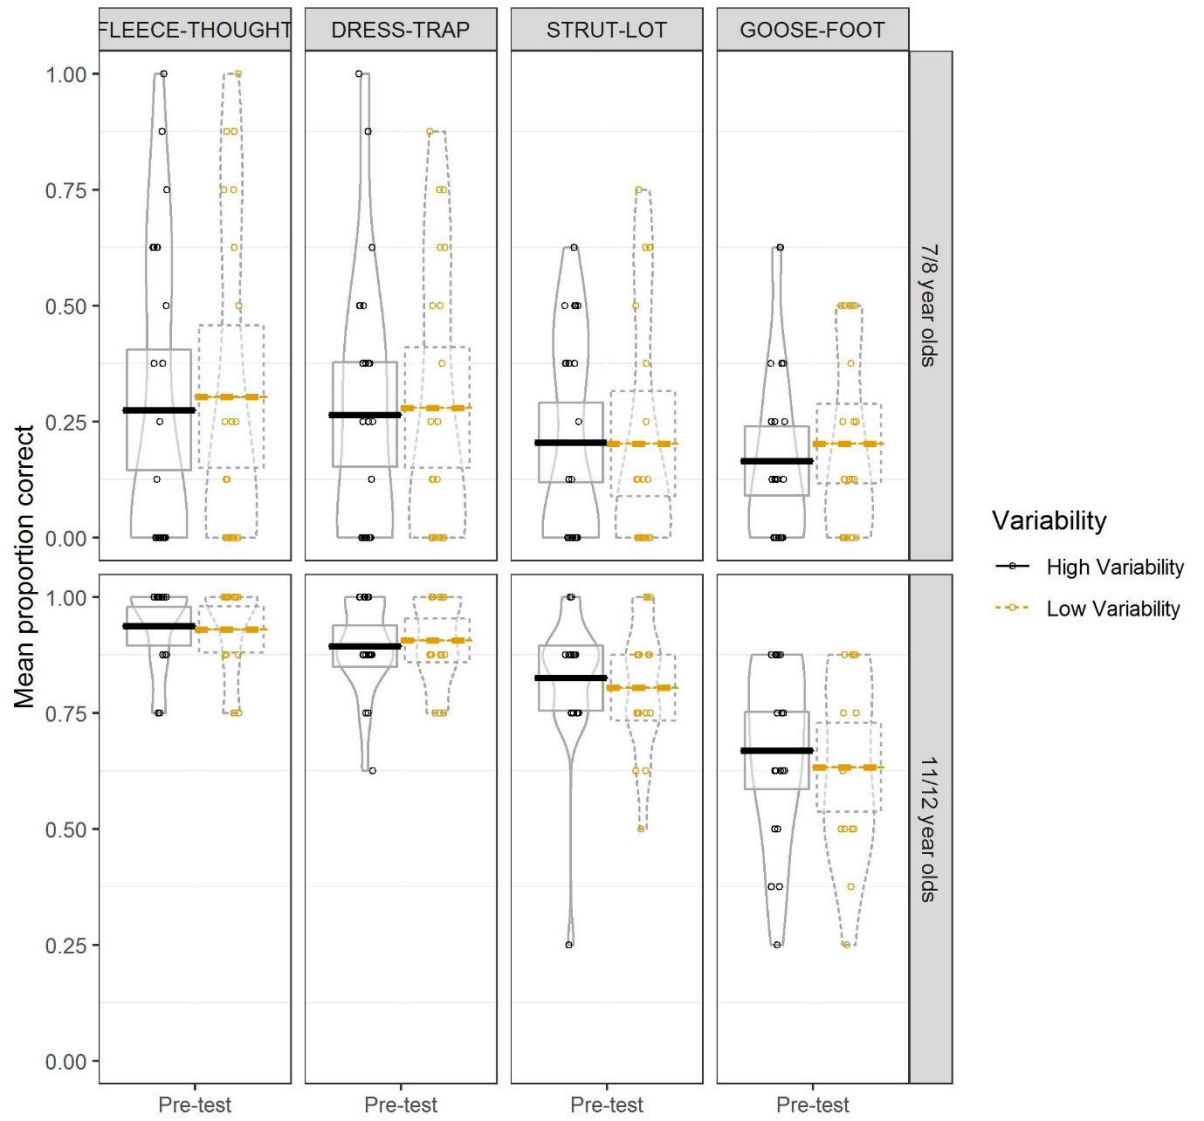 FLEECE-THOUGHT DRESS-TRAP STRUT-LOT GOOSE-FOOT
Mean proportion correct
1.00
0.75
0.50
0.25
0.00
7/8 year olds
1.00
0.75
0.50
0.25
0.00
11/12 year olds
Pre-test Pre-test Pre-test Pre-test
Variability
High Variability
Low Variability